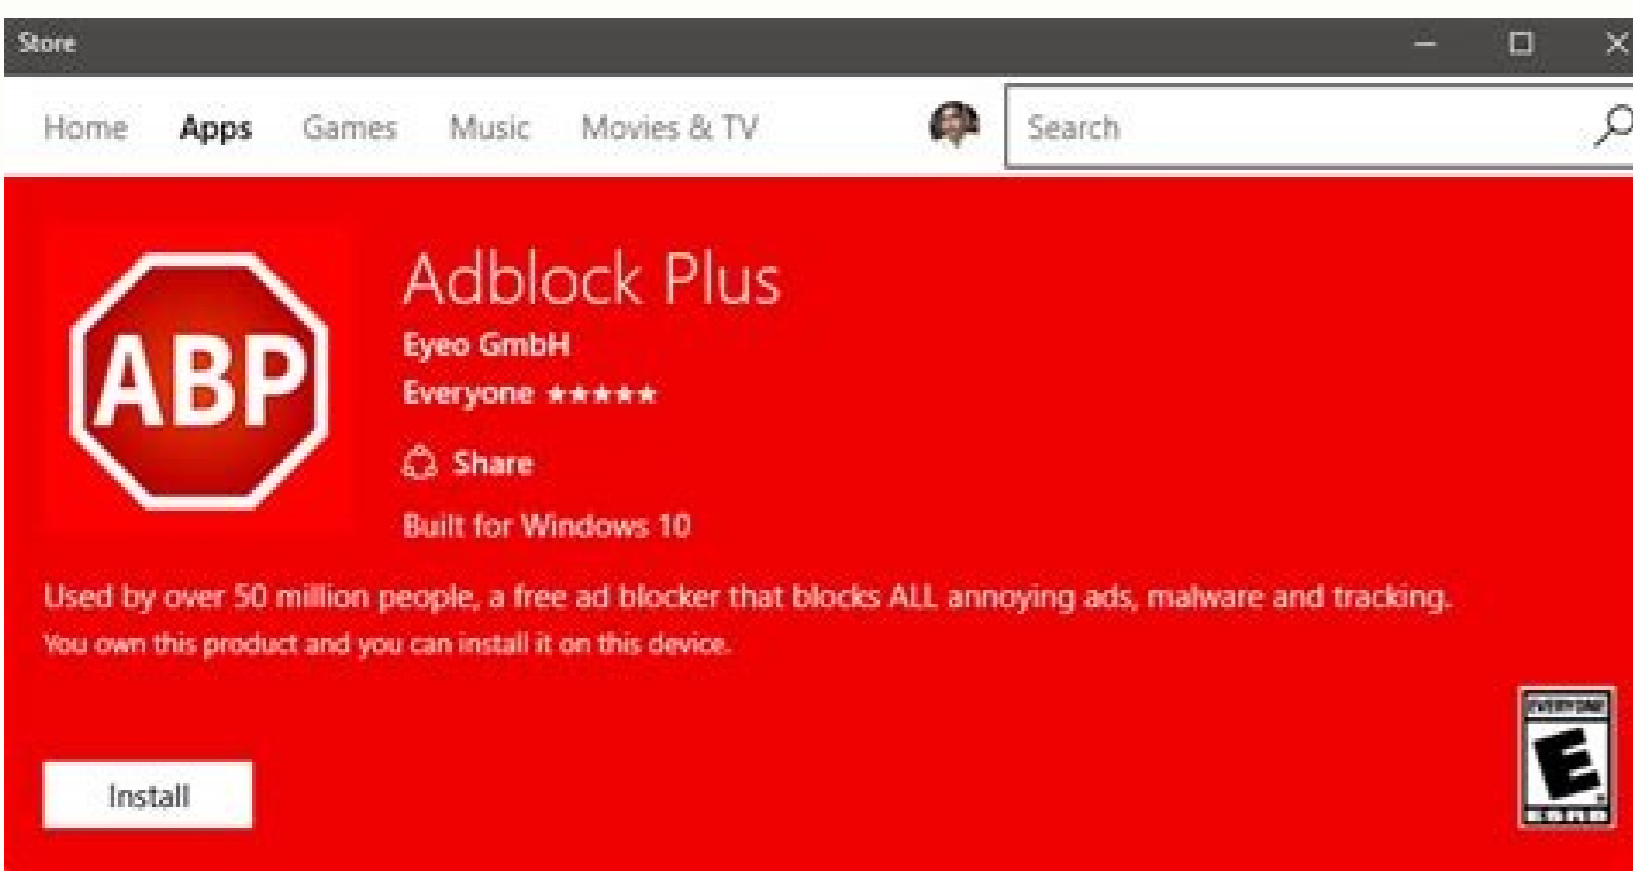 Store
Home Apps Games Music Movies & TV Search
Adblock Plus
ABP
Eyeo GmbH
Everyone ★★★★★
Share
Built for Windows 10
Used by over 50 million people, a free ad blocker that blocks ALL annoying ads, malware and tracking.
You own this product and you can install it on this device.
EVERYONE
E
ESRB
Install